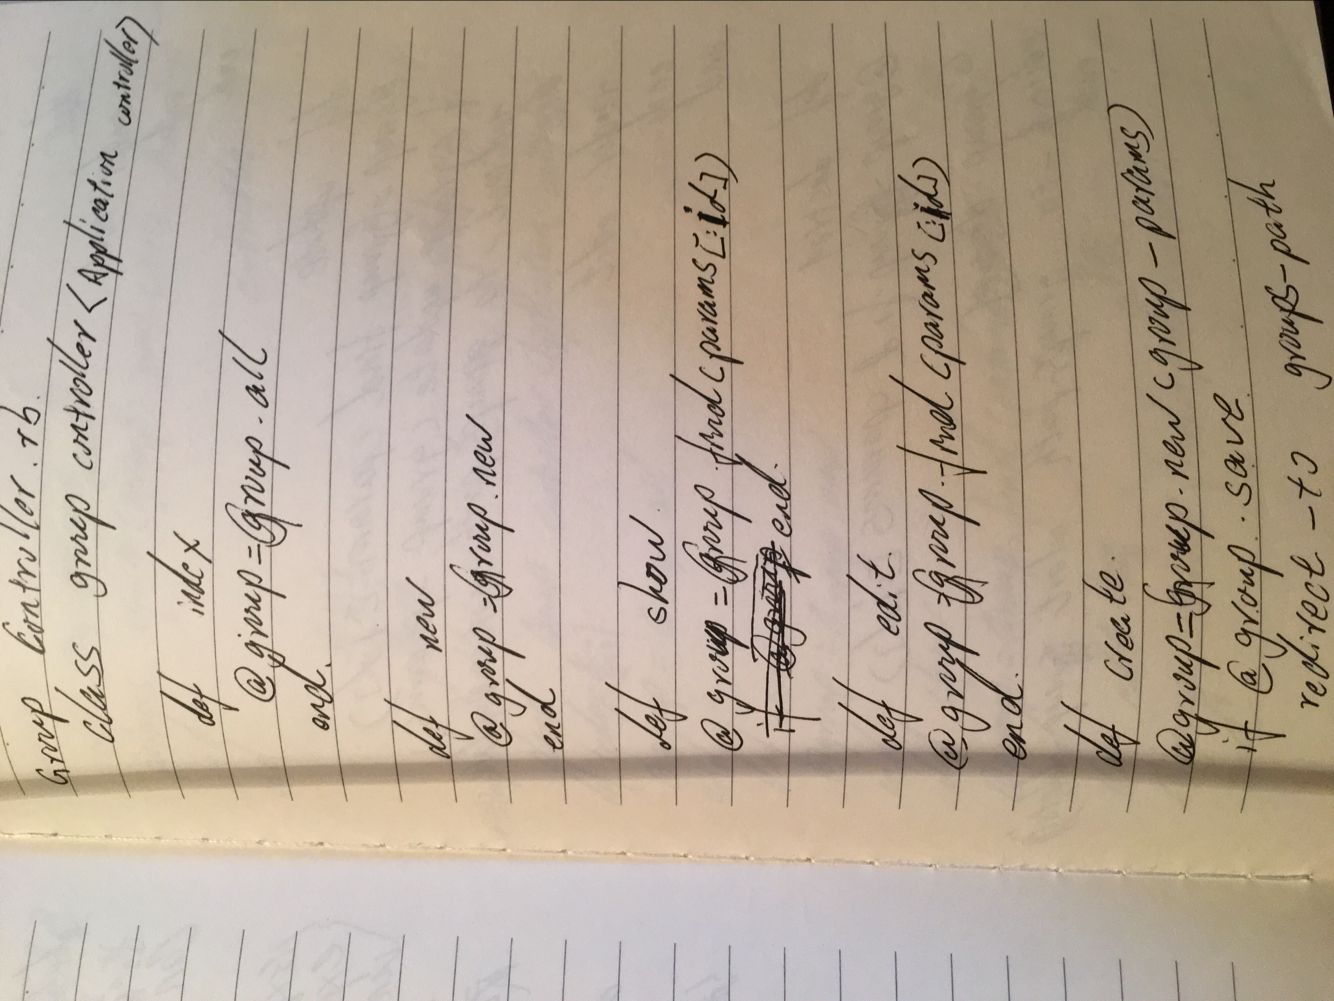 Group Controller.rb.
class group controller < Application controller)
def index
@group = Group.all
end.
def new
@group = Group.new
end
def show.
@group = Group.find (params [:id])
if @group end.
def edit.
@group = Group.find (params [:id])
end.
def create.
@group = Group.new (group-params)
if @group.save
redirect-to groups-path